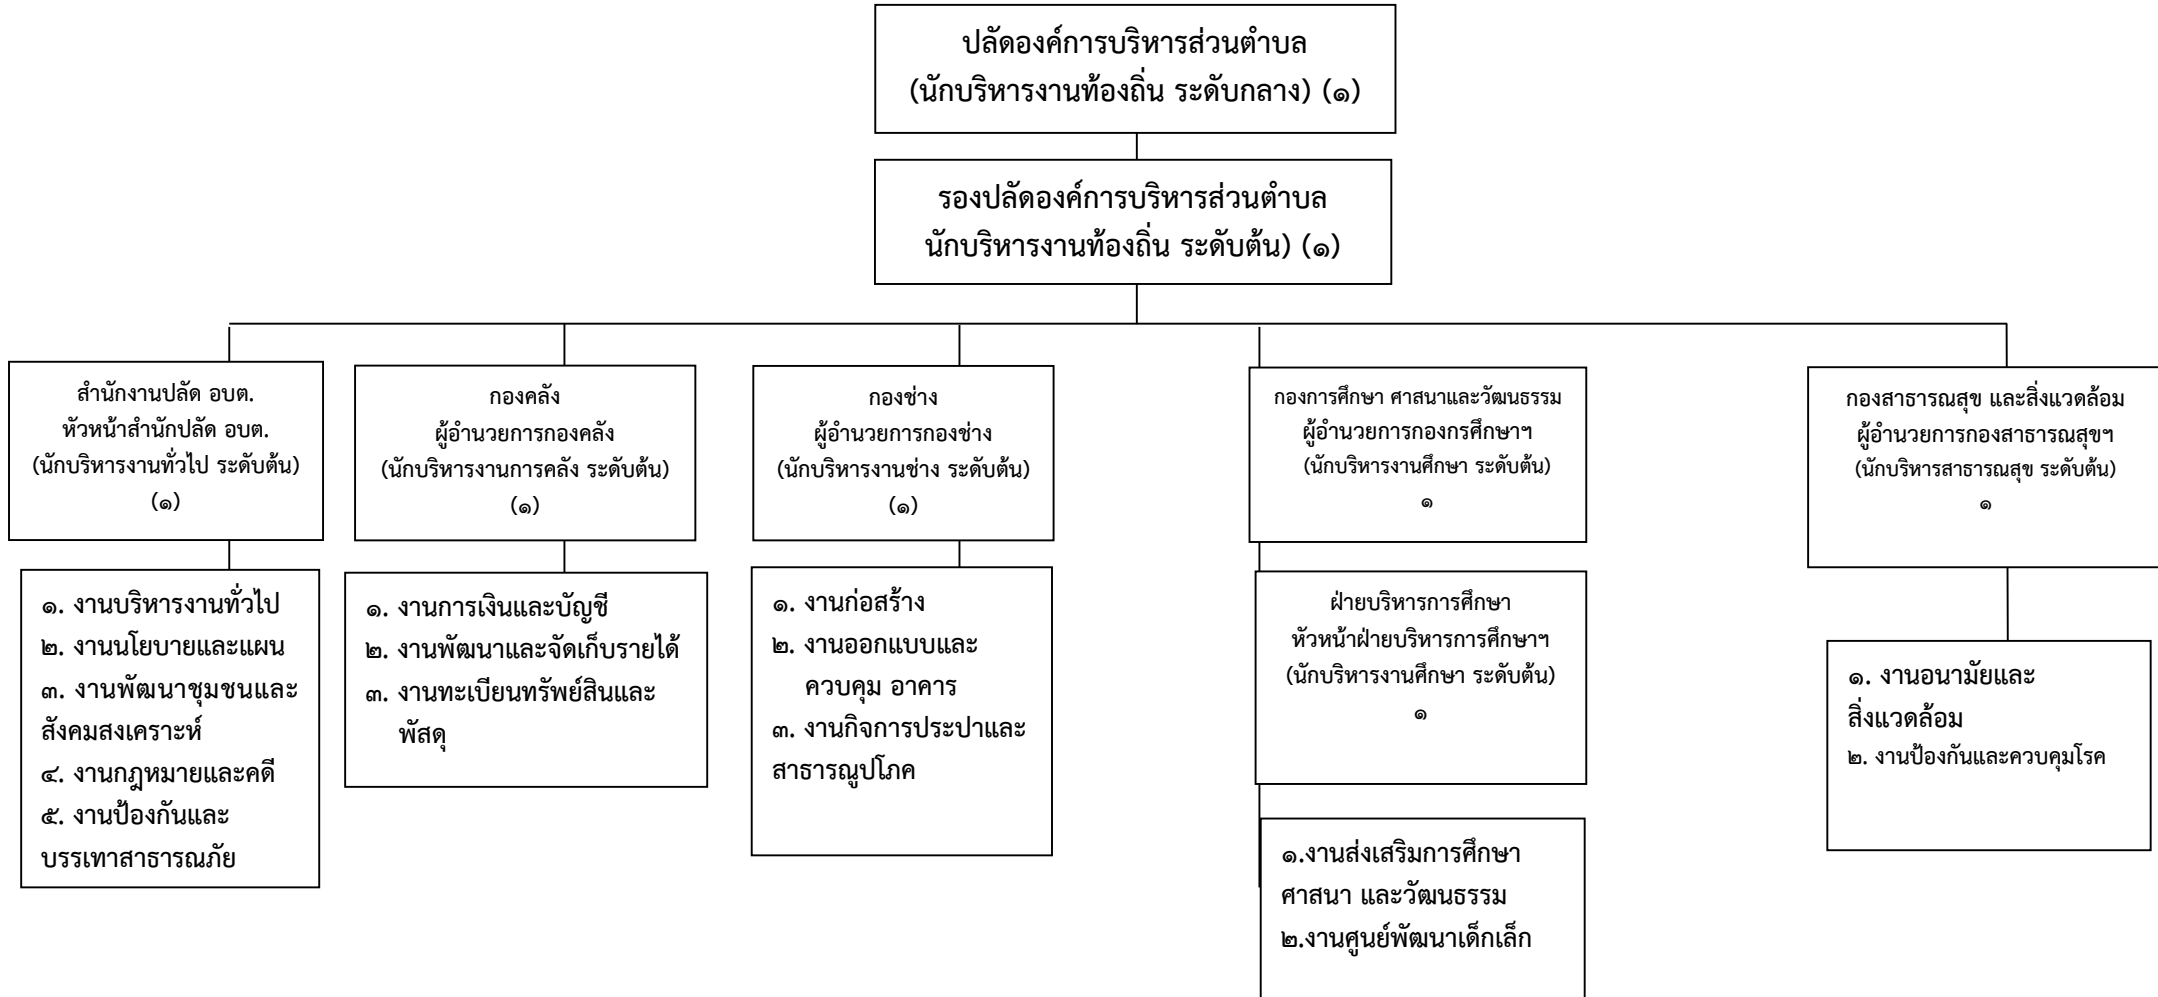 ปลัดองค์การบริหารส่วนตำบล
(นักบริหารงานท้องถิ่น ระดับกลาง) (๑)
รองปลัดองค์การบริหารส่วนตำบล
นักบริหารงานท้องถิ่น ระดับต้น) (๑)
สำนักงานปลัด อบต.
หัวหน้าสำนักปลัด อบต.
(นักบริหารงานทั่วไป ระดับต้น)
(๑)
กองคลัง
ผู้อำนวยการกองคลัง
(นักบริหารงานการคลัง ระดับต้น)
(๑)
กองช่าง
ผู้อำนวยการกองช่าง
(นักบริหารงานช่าง ระดับต้น)
(๑)
กองการศึกษา ศาสนาและวัฒนธรรม
ผู้อำนวยการกองกรศึกษาฯ
(นักบริหารงานศึกษา ระดับต้น)
๑
กองสาธารณสุข และสิ่งแวดล้อม
ผู้อำนวยการกองสาธารณสุขฯ
(นักบริหารสาธารณสุข ระดับต้น)
๑
๑. งานบริหารงานทั่วไป
๒. งานนโยบายและแผน
๓. งานพัฒนาชุมชนและ
สังคมสงเคราะห์
๔. งานกฎหมายและคดี
๕. งานป้องกันและ
บรรเทาสาธารณภัย
๑. งานการเงินและบัญชี
๒. งานพัฒนาและจัดเก็บรายได้
๓. งานทะเบียนทรัพย์สินและ
พัสดุ
๑. งานก่อสร้าง
๒. งานออกแบบและ
ควบคุม อาคาร
๓. งานกิจการประปาและ
สาธารณูปโภค
ฝ่ายบริหารการศึกษา
หัวหน้าฝ่ายบริหารการศึกษาฯ
(นักบริหารงานศึกษา ระดับต้น)
๑
๑.งานส่งเสริมการศึกษา
ศาสนา และวัฒนธรรม
๒.งานศูนย์พัฒนาเด็กเล็ก
๑. งานอนามัยและ
สิ่งแวดล้อม
๒. งานป้องกันและควบคุมโรค